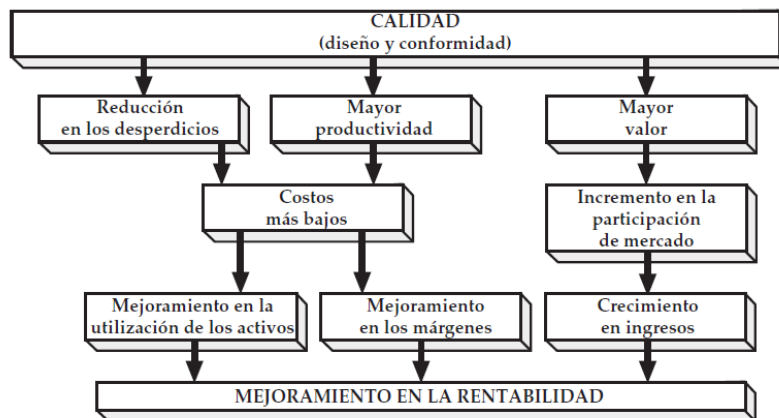 CALIDAD
(diseño y conformidad)
Reducción
en los desperdicios
Mayor
productividad
Mayor
valor
Costos
más bajos
Incremento en la
participación
de mercado
Mejoramiento en la
utilización de los activos
Mejoramiento
en los márgenes
Crecimiento
en ingresos
MEJORAMIENTO EN LA RENTABILIDAD